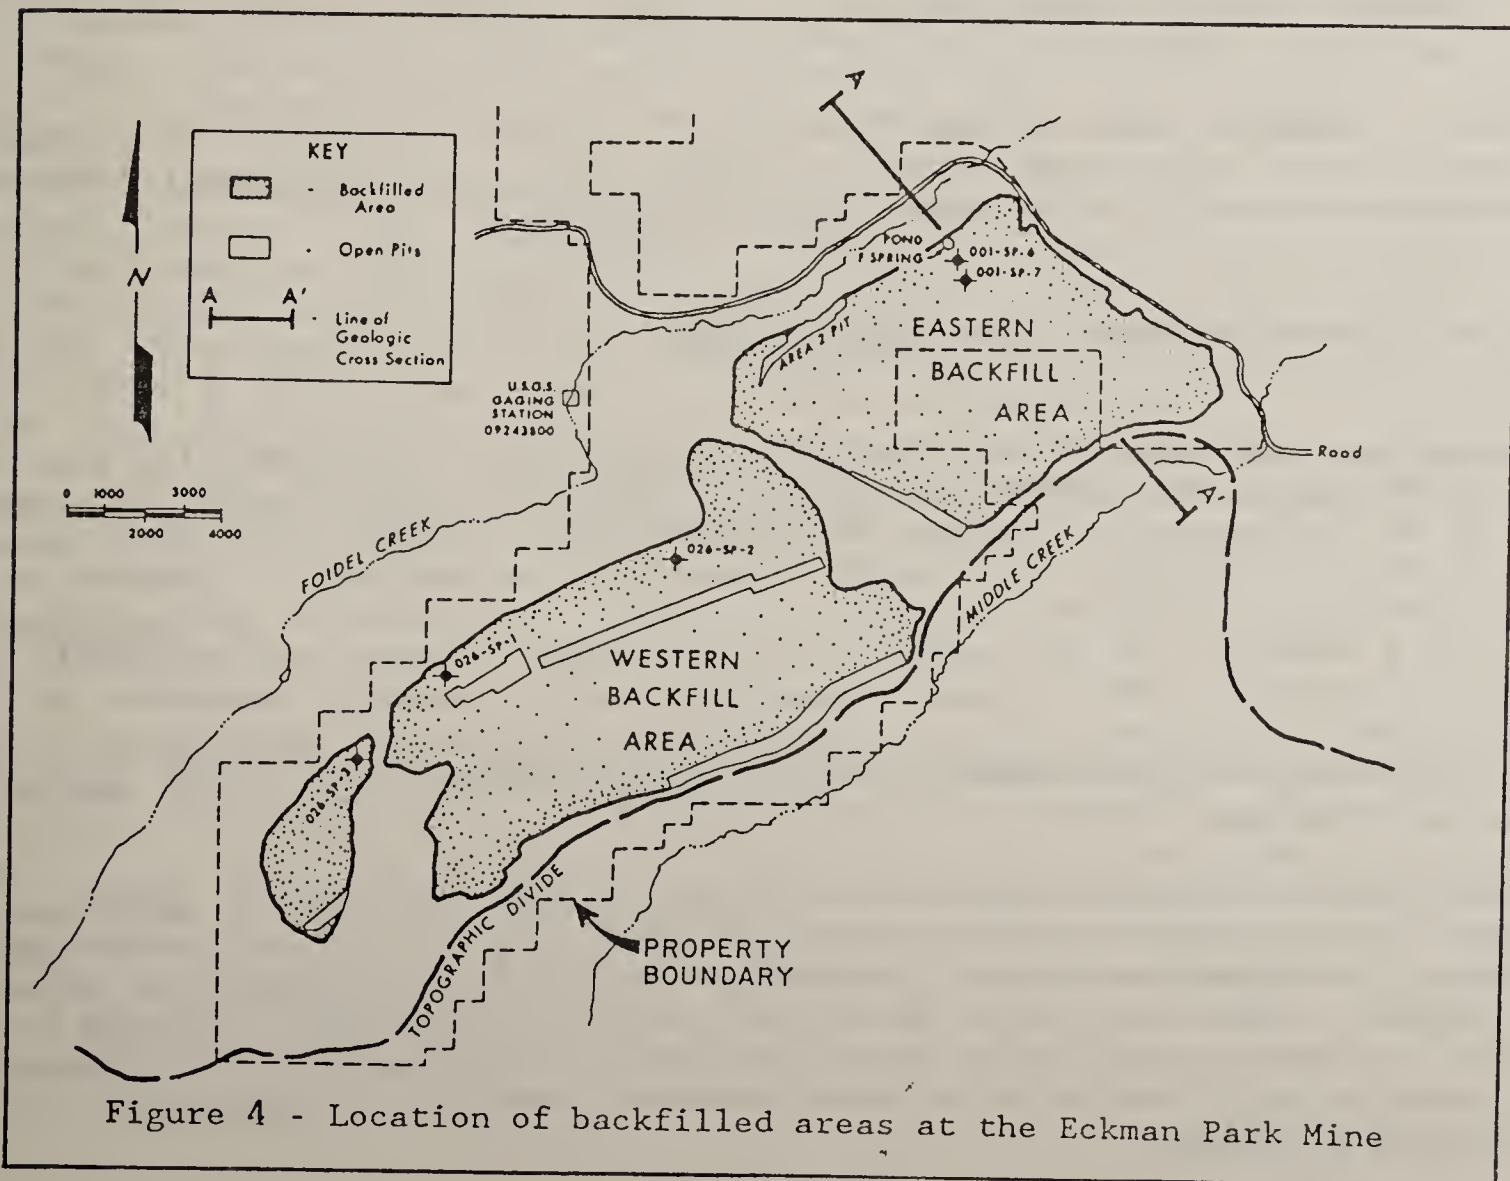 KEY
Backfilled
Area
Open Pits
A A'
Line of
Geologic
Cross Section
N
0 1000 3000
2000 4000
A
POND
F SPRING
001-SP-6
001-SP-7
AREA 2 PIT
EASTERN
BACKFILL
AREA
U.S.G.S.
GAGING
STATION
09243800
Road
A'
FOIDEL CREEK
026-SP-2
MIDDLE CREEK
026-SP-1
WESTERN
BACKFILL
AREA
026-SP-3
TOPOGRAPHIC DIVIDE
PROPERTY
BOUNDARY
Figure 4 - Location of backfilled areas at the Eckman Park Mine